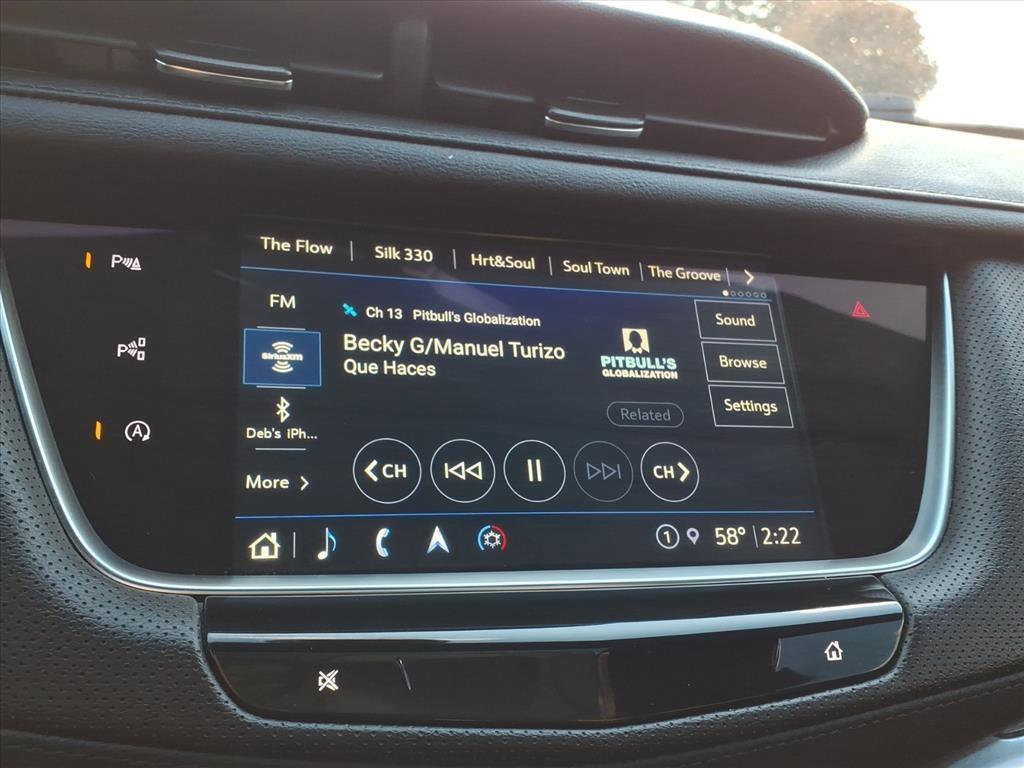 The Flow | Silk 330 | Hrt&Soul | Soul Town | The Groove
FM
Ch 13 Pitbull's Globalization
Sound
SiriusXM
Becky G/Manuel Turizo
Que Haces
PITBULL'S
GLOBALIZATION
Browse
Settings
Related
Deb's iPh...
More
CH
CH
1
58° 2:22
P
P
A